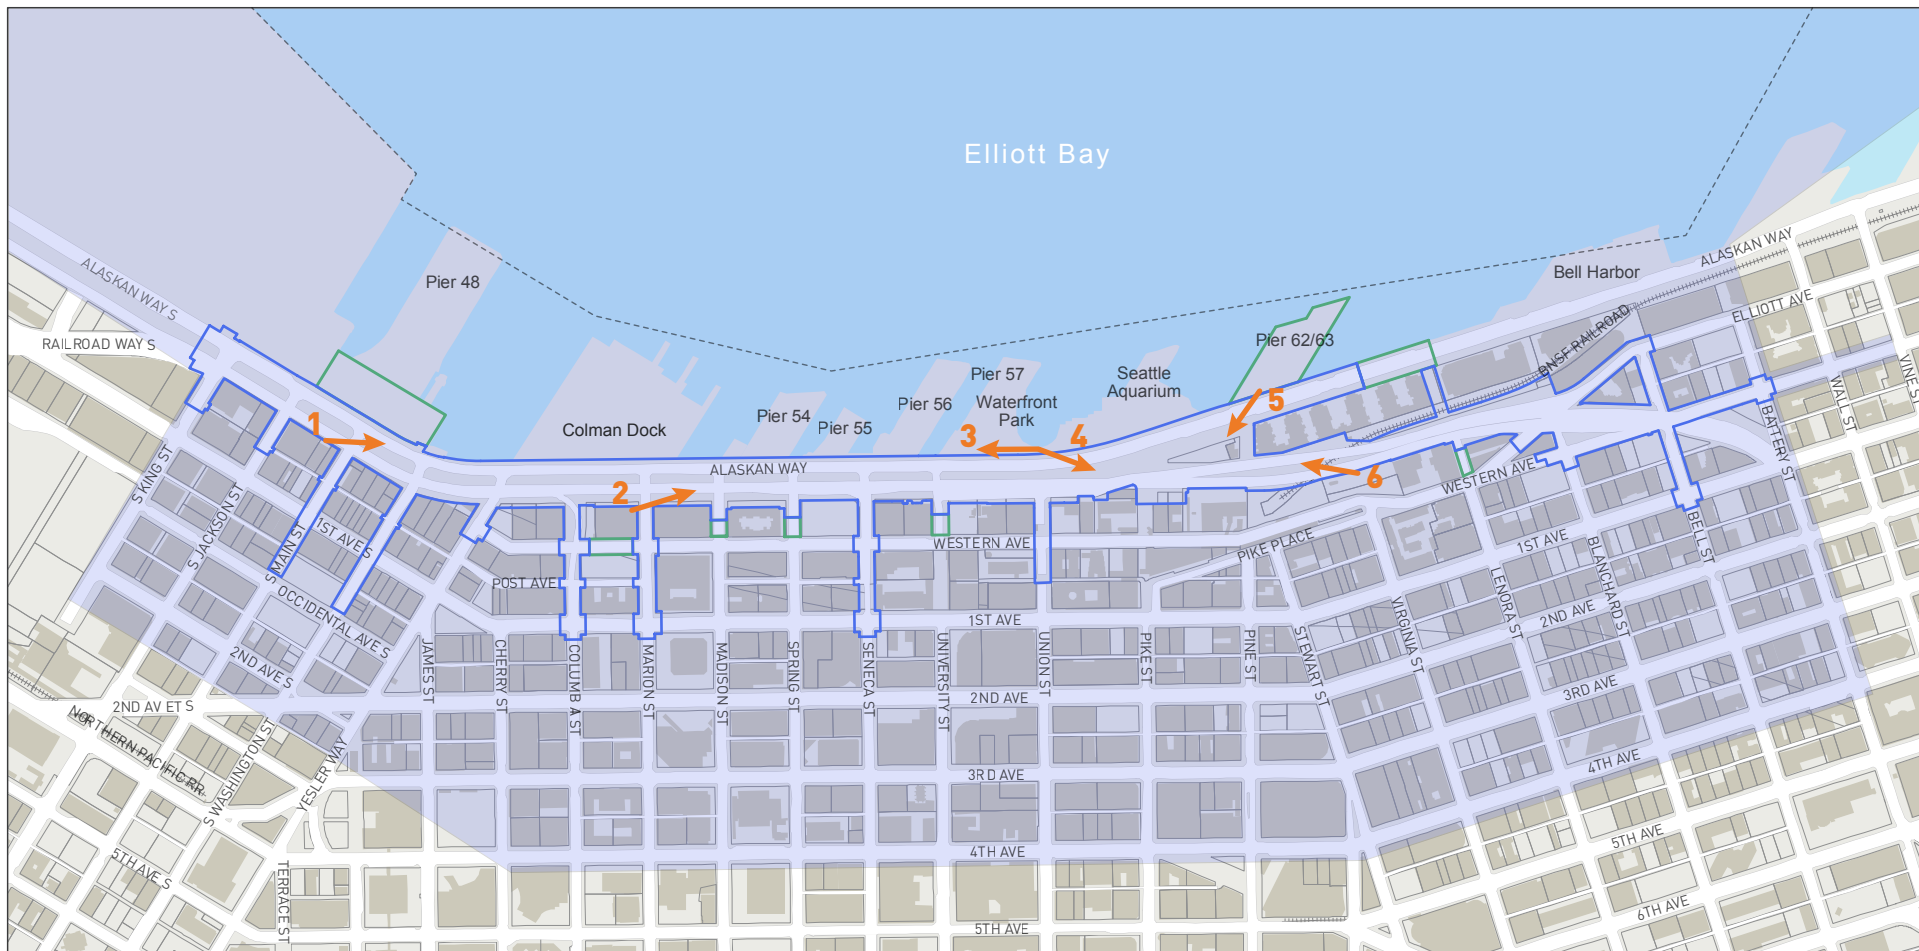 Elliott Bay
Pier 48
Bell Harbor
ALASKAN WAY
ALASKAN WAY S
ELLIOTT AVE
RAILROAD WAY S
Pier 62/63
BNSF RAILROAD
VINE ST
Pier 57
Seattle
Aquarium
Pier 56
Waterfront
Park
WALL ST
Pier 54
Pier 55
Colman Dock
1
2
3
4
5
6
ALASKAN WAY
BATTERY ST
S KING ST
S JACKSON ST
S MAIN ST
1ST AVE S
OCCIDENTAL AVE S
2ND AVE S
WESTERN AVE
WESTERN AVE
PIKE PLACE
1ST AVE
BELL ST
BLANCHARD ST
LENORA ST
VIRGINIA ST
2ND AVE
POST AVE
1ST AVE
JAMES ST
CHERRY ST
COLUMB A ST
MARION ST
MADISON ST
SPRING ST
SENECA ST
UNIVERSITY ST
UNION ST
PIKE ST
PINE ST
STEWART ST
3RD AVE
2ND AVE
2ND AV ET S
NORTHERN PACIFIC RR
S WASHINGTON ST
YESLER WAY
3RD AVE
4TH AVE
4TH AVE
5TH AVE
5TH AVE S
TERRACE ST
6TH AVE
5TH AVE